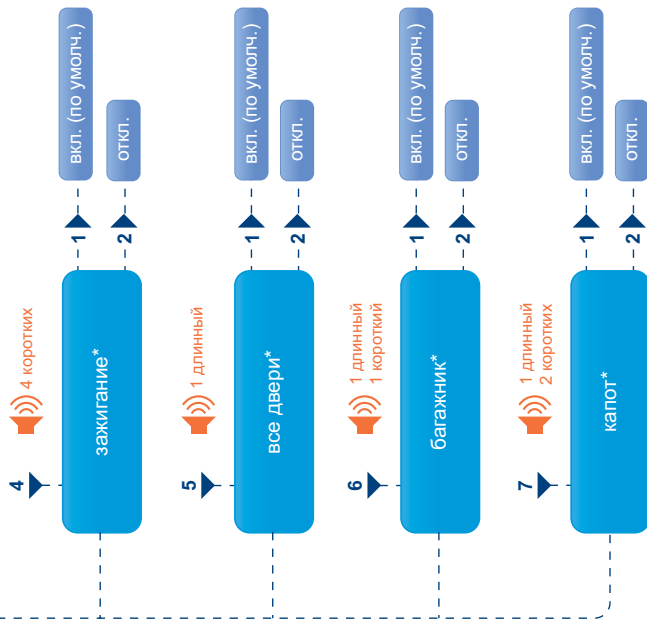 4
4 коротких
зажигание*
1
вкл. (по умолч.)
2
откл.
5
1 длинный
все двери*
1
вкл. (по умолч.)
2
откл.
6
1 длинный
1 короткий
багажник*
1
вкл. (по умолч.)
2
откл.
7
1 длинный
2 коротких
капот*
1
вкл. (по умолч.)
2
откл.